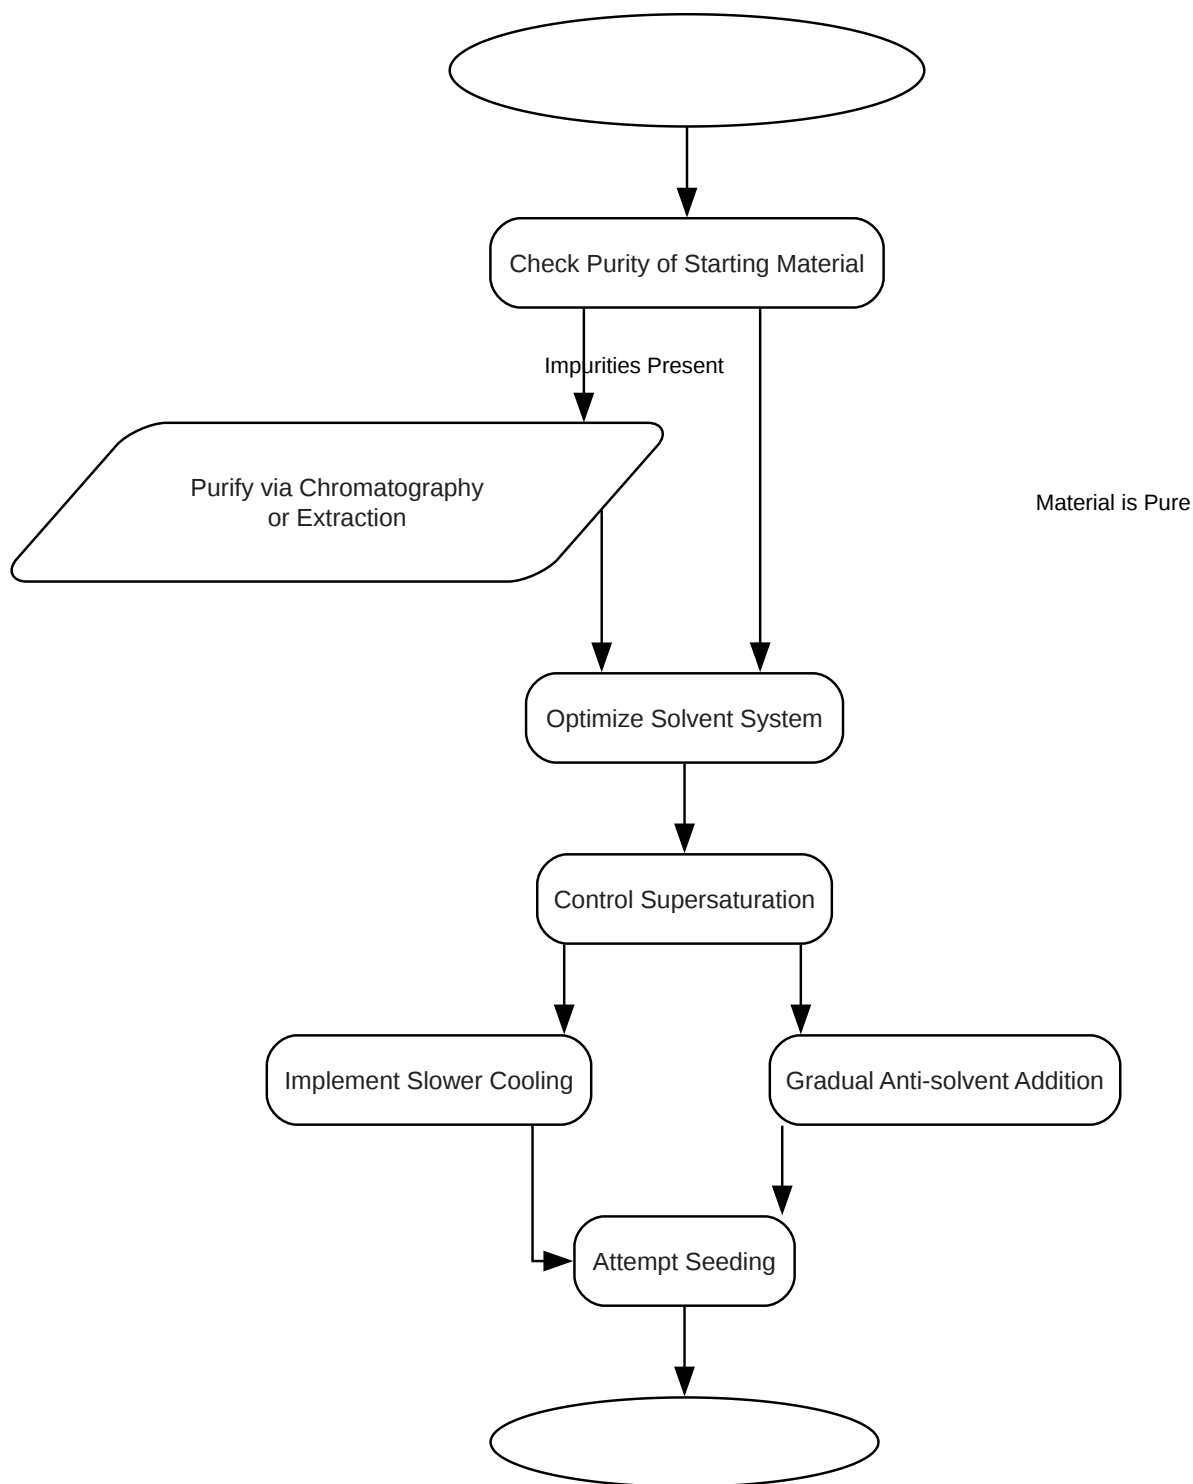 Check Purity of Starting Material
Impurities Present
Purify via Chromatography
or Extraction
Material is Pure
Optimize Solvent System
Control Supersaturation
Implement Slower Cooling
Gradual Anti-solvent Addition
Attempt Seeding